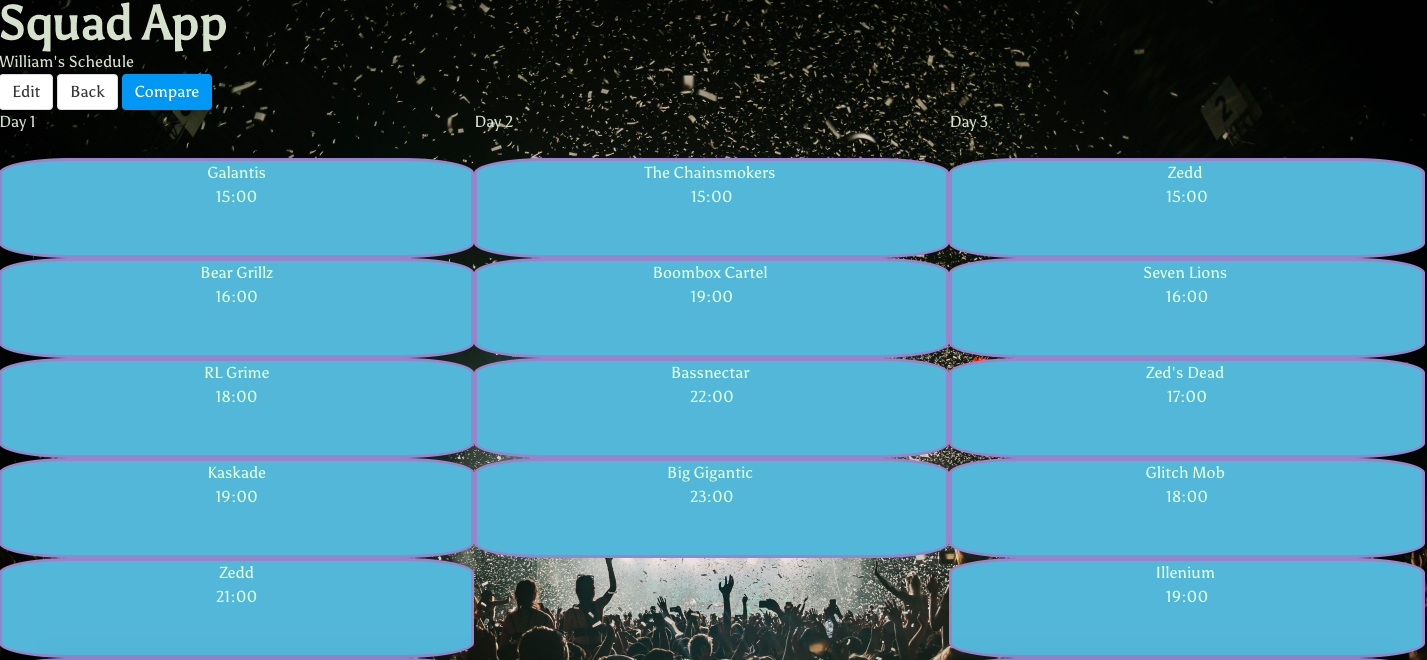 Squad App
William's Schedule
Edit Back Compare
Day 1 Day 2 Day 3
Galantis The Chainsmokers Zedd
15:00 15:00 15:00
Bear Grillz Boombox Cartel Seven Lions
16:00 19:00 16:00
RL Grime Bassnectar Zed's Dead
18:00 22:00 17:00
Kaskade Big Gigantic Glitch Mob
19:00 23:00 18:00
Zedd Illenium
21:00 19:00
2